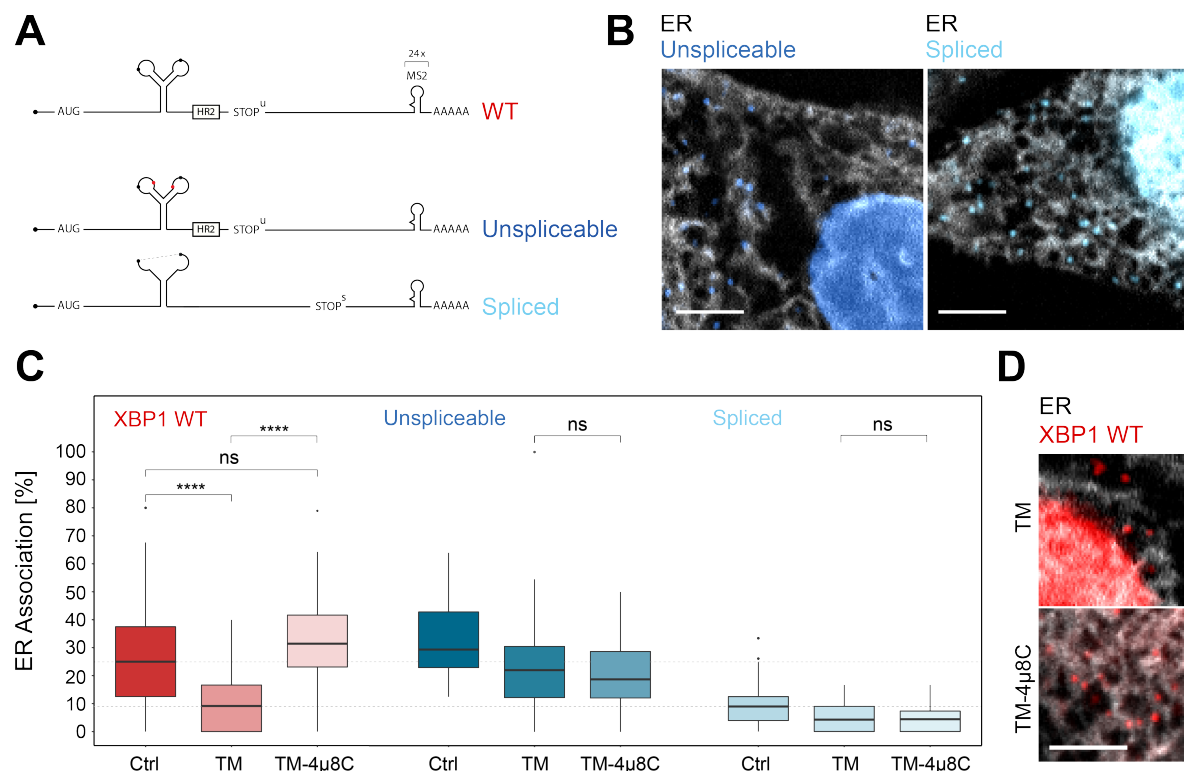 A
24 x
MS2
AUG
HR2
STOP u
AAAAA
WT
AUG
HR2
STOP u
AAAAA
Unspliceable
AUG
STOP s
AAAAA
Spliced
B
ER
Unspliceable
ER
Spliced
C
XBP1 WT
Unspliceable
Spliced
****
ns
****
ns
ns
ER Association [%]
100
90
80
70
60
50
40
30
20
10
0
Ctrl
TM
TM-4µ8C
Ctrl
TM
TM-4µ8C
Ctrl
TM
TM-4µ8C
D
ER
XBP1 WT
TM
TM-4µ8C